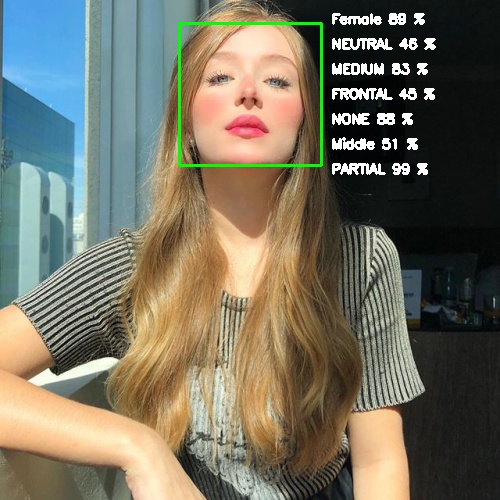 Female 89 %
NEUTRAL 46 %
MEDIUM 83 %
FRONTAL 45 %
NONE 88 %
Middle 51 %
PARTIAL 99 %